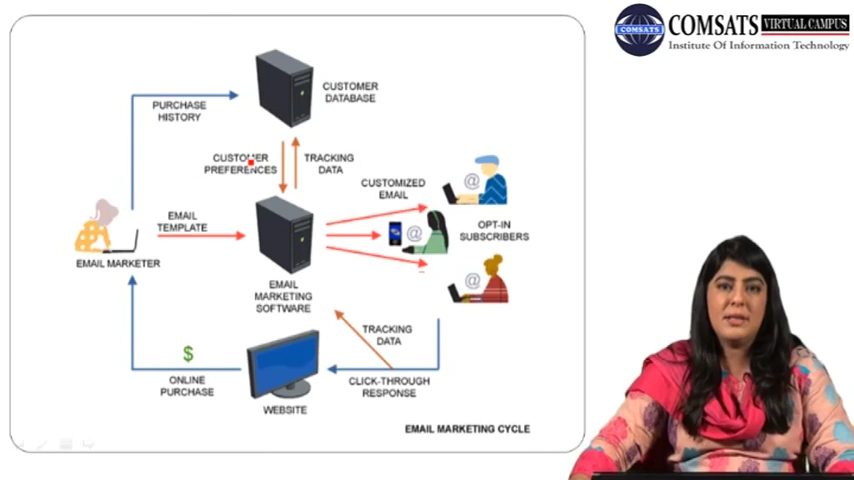 COMSATS VIRTUAL CAMPUS
COMSATS
Institute Of Information Technology
CUSTOMER
DATABASE
PURCHASE
HISTORY
CUSTOMER
PREFERENCES
TRACKING
DATA
CUSTOMIZED
EMAIL
@
EMAIL
TEMPLATE
@
OPT-IN
SUBSCRIBERS
EMAIL MARKETER
@
EMAIL
MARKETING
SOFTWARE
TRACKING
DATA
$
ONLINE
PURCHASE
CLICK-THROUGH
RESPONSE
WEBSITE
EMAIL MARKETING CYCLE